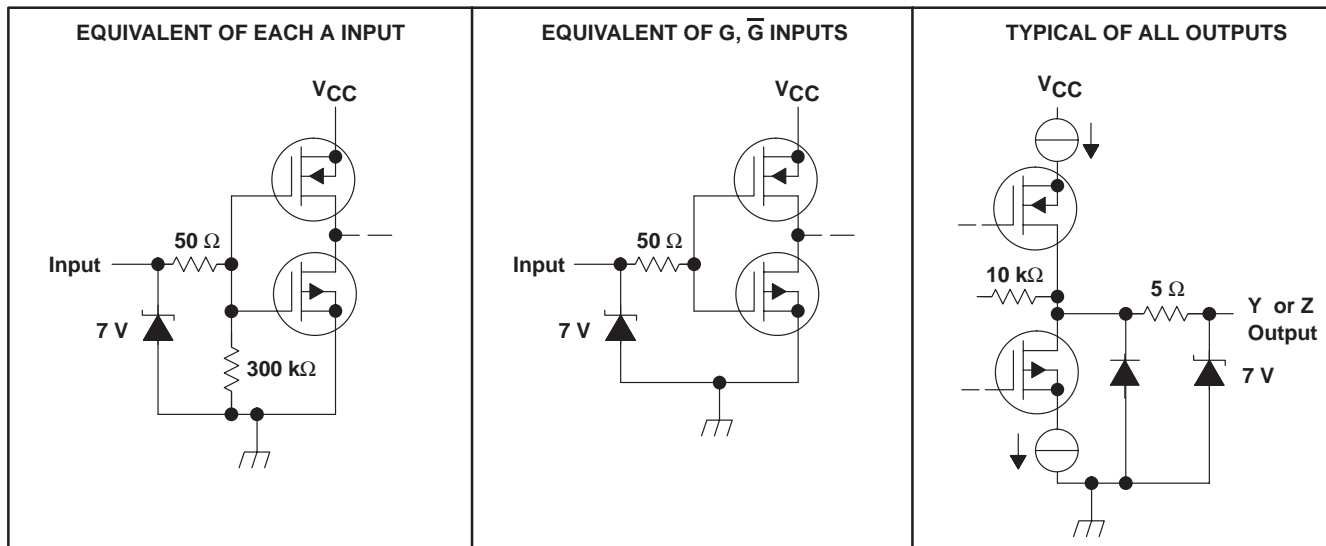 EQUIVALENT OF EACH A INPUT
VCC
50 Ω
Input
7 V
300 kΩ
EQUIVALENT OF G, G̅ INPUTS
VCC
50 Ω
Input
7 V
TYPICAL OF ALL OUTPUTS
VCC
10 kΩ
5 Ω
Y or Z
Output
7 V